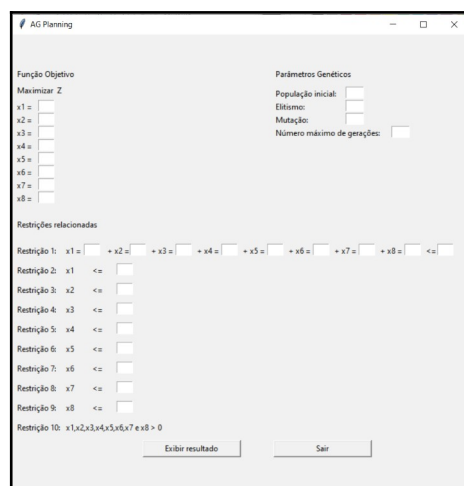 AG Planning
Função Objetivo
Parâmetros Genéticos
Maximizar Z
População inicial:
x1 =
Elitismo:
x2 =
Mutação:
x3 =
Número máximo de gerações:
x4 =
x5 =
x6 =
x7 =
x8 =
Restrições relacionadas
Restrição 1: x1 = + x2 = + x3 = + x4 = + x5 = + x6 = + x7 = + x8 = <=
Restrição 2: x1 <=
Restrição 3: x2 <=
Restrição 4: x3 <=
Restrição 5: x4 <=
Restrição 6: x5 <=
Restrição 7: x6 <=
Restrição 8: x7 <=
Restrição 9: x8 <=
Restrição 10: x1,x2,x3,x4,x5,x6,x7 e x8 > 0
Exibir resultado Sair